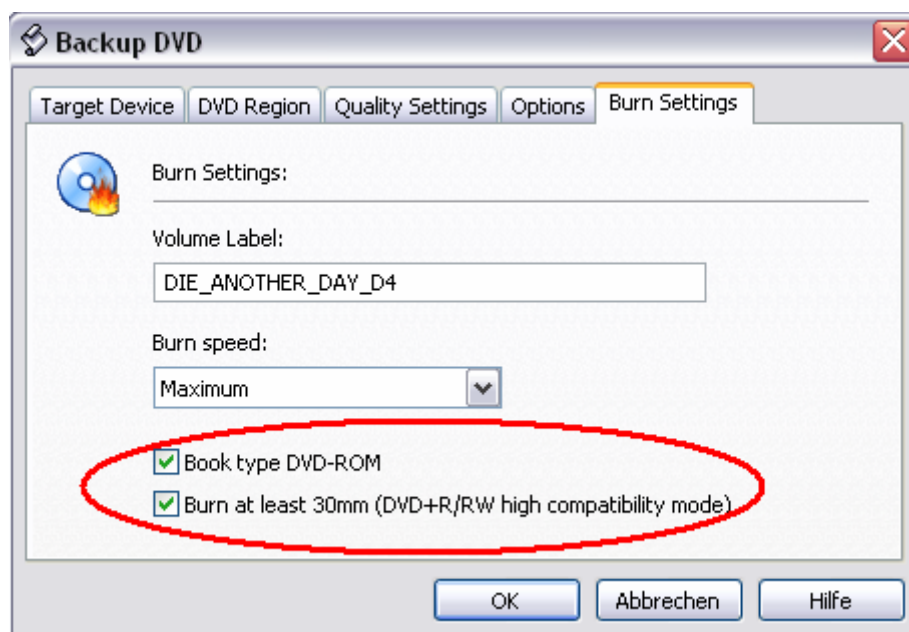 Backup DVD
Target Device DVD Region Quality Settings Options Burn Settings
Burn Settings:
Volume Label:
DIE_ANOTHER_DAY_D4
Burn speed:
Maximum
Book type DVD-ROM
Burn at least 30mm (DVD+R/RW high compatibility mode)
OK Abbrechen Hilfe